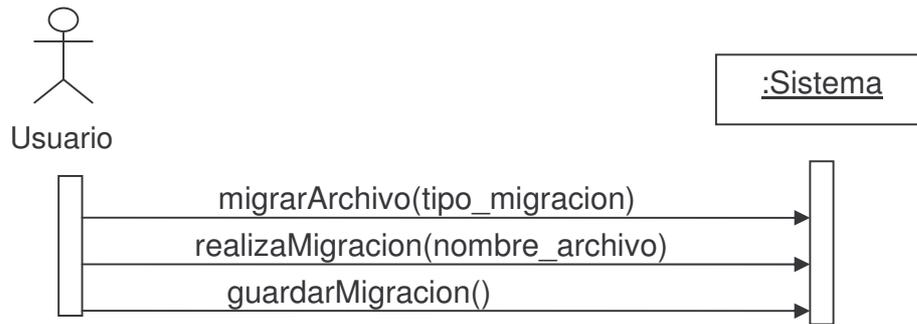 :Sistema
Usuario
migrarArchivo(tipo_migracion)
realizaMigracion(nombre_archivo)
guardarMigracion()